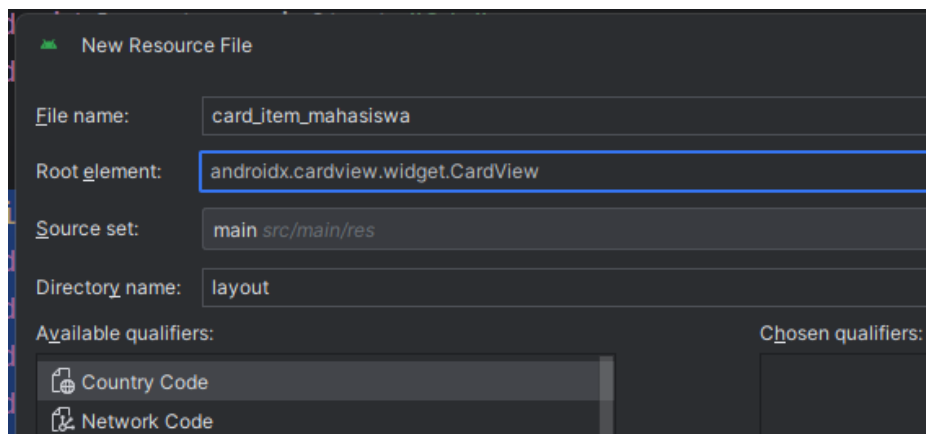 New Resource File
File name: card_item_mahasiswa
Root element: androidx.cardview.widget.CardView
Source set: main src/main/res
Directory name: layout
Available qualifiers: Chosen qualifiers:
Country Code
Network Code